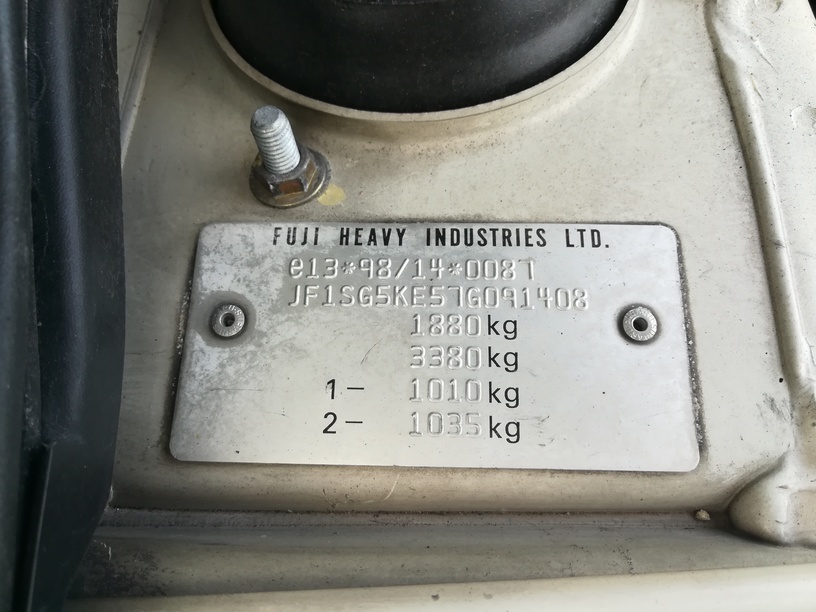 FUJI HEAVY INDUSTRIES LTD.
e13*98/14*0087
JF1SG5KE57G091408
1880kg
3380kg
1- 1010kg
2- 1035kg